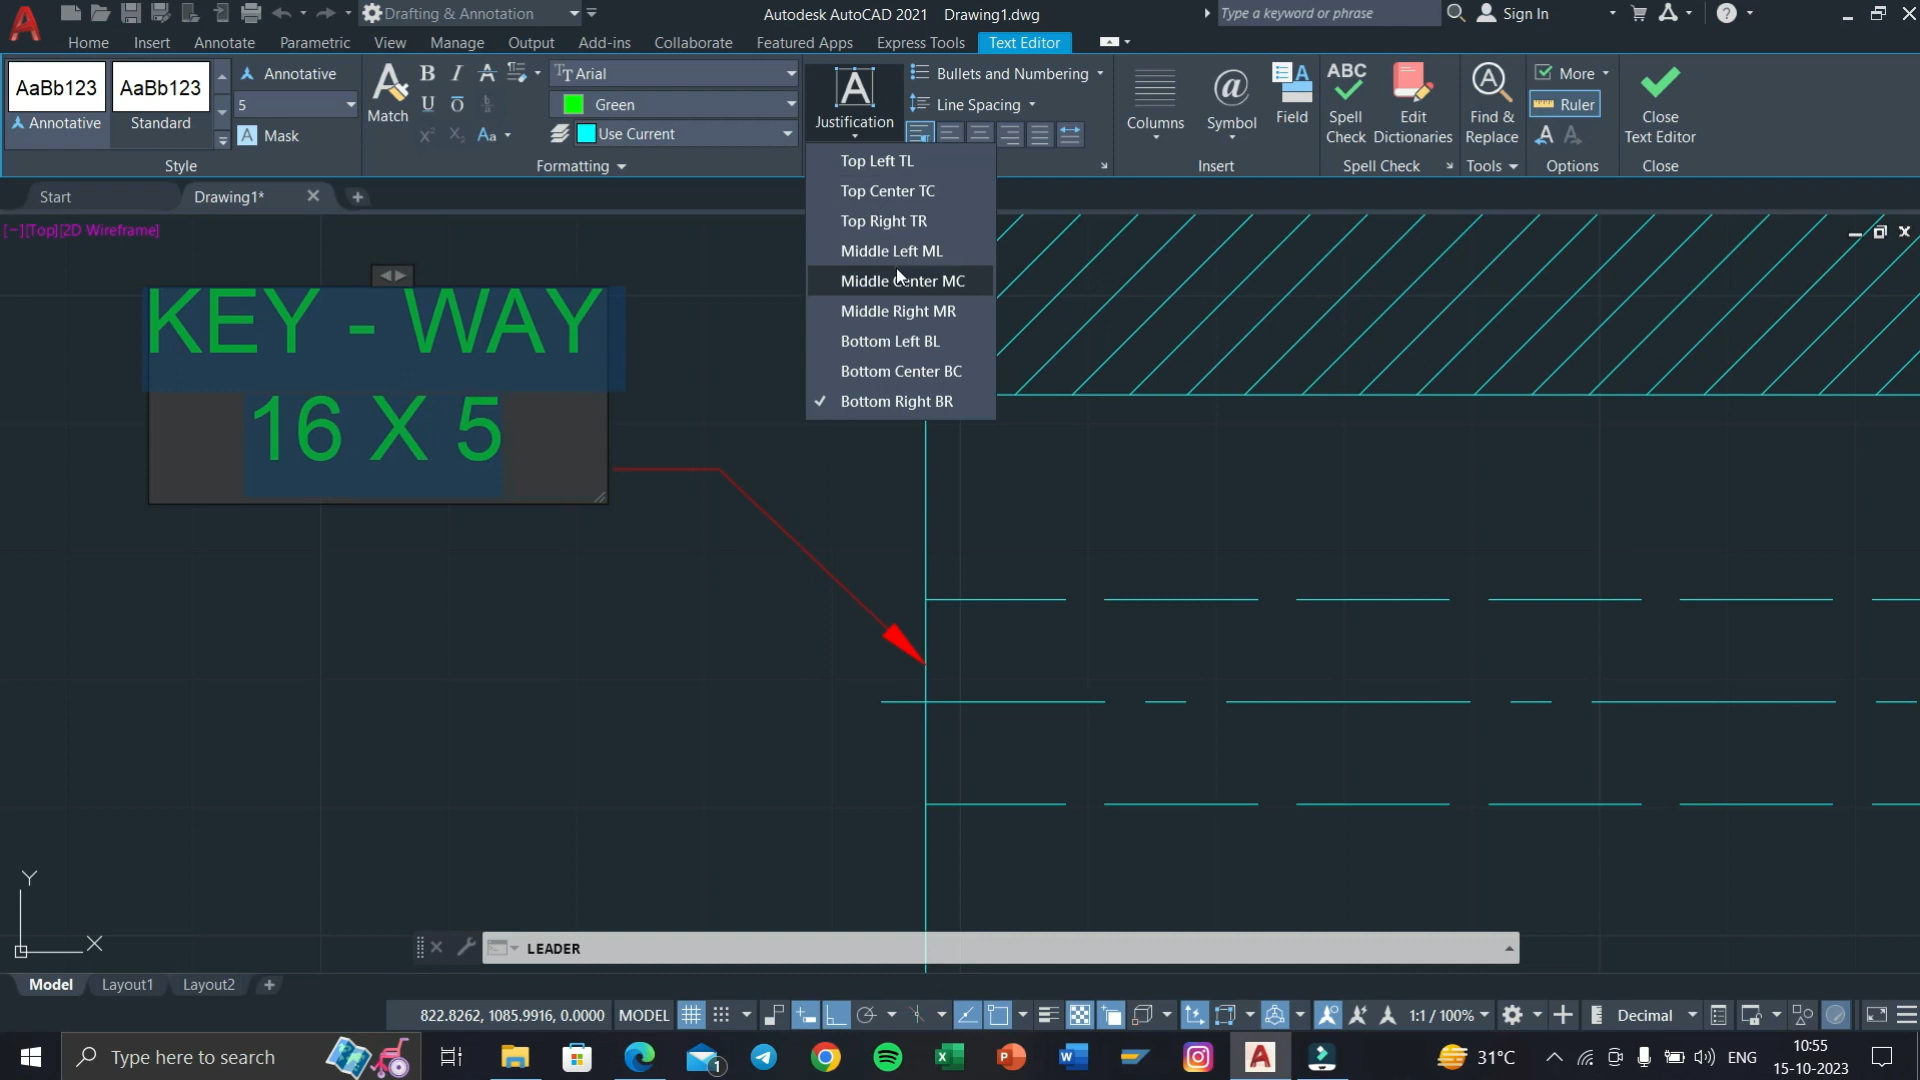 Drafting & Annotation
Autodesk AutoCAD 2021 Drawing1.dwg
Type a keyword or phrase
Sign In
Home Insert Annotate Parametric View Manage Output Add-ins Collaborate Featured Apps Express Tools Text Editor
AaBb123 AaBb123
Annotative Standard
Annotative
5
Mask
Style
Match
B I A
U O
Aa
Arial
Green
Use Current
Formatting
A
Justification
Bullets and Numbering
Line Spacing
Top Left TL
Top Center TC
Top Right TR
Middle Left ML
Middle Center MC
Middle Right MR
Bottom Left BL
Bottom Center BC
Bottom Right BR
Columns
@
Symbol
Field
Insert
ABC
Spell Check
Edit Dictionaries
Spell Check
Find & Replace
Tools
More
Ruler
Options
Close Text Editor
Close
Start
Drawing1*
[−][Top][2D Wireframe]
KEY - WAY
16 X 5
Y
X
LEADER
Model Layout1 Layout2
822.8262, 1085.9916, 0.0000 MODEL
1:1 / 100%
Decimal
Type here to search
1
31°C
ENG
10:55
15-10-2023